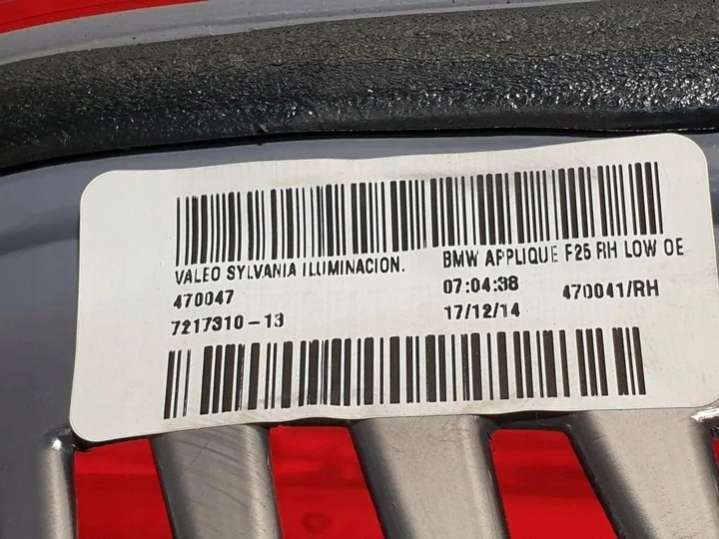 VALEO SYLVANIA ILUMINACION. BMW APPLIQUE F25 RH LOW OE
470047 07:04:38 470041/RH
7217310-13 17/12/14